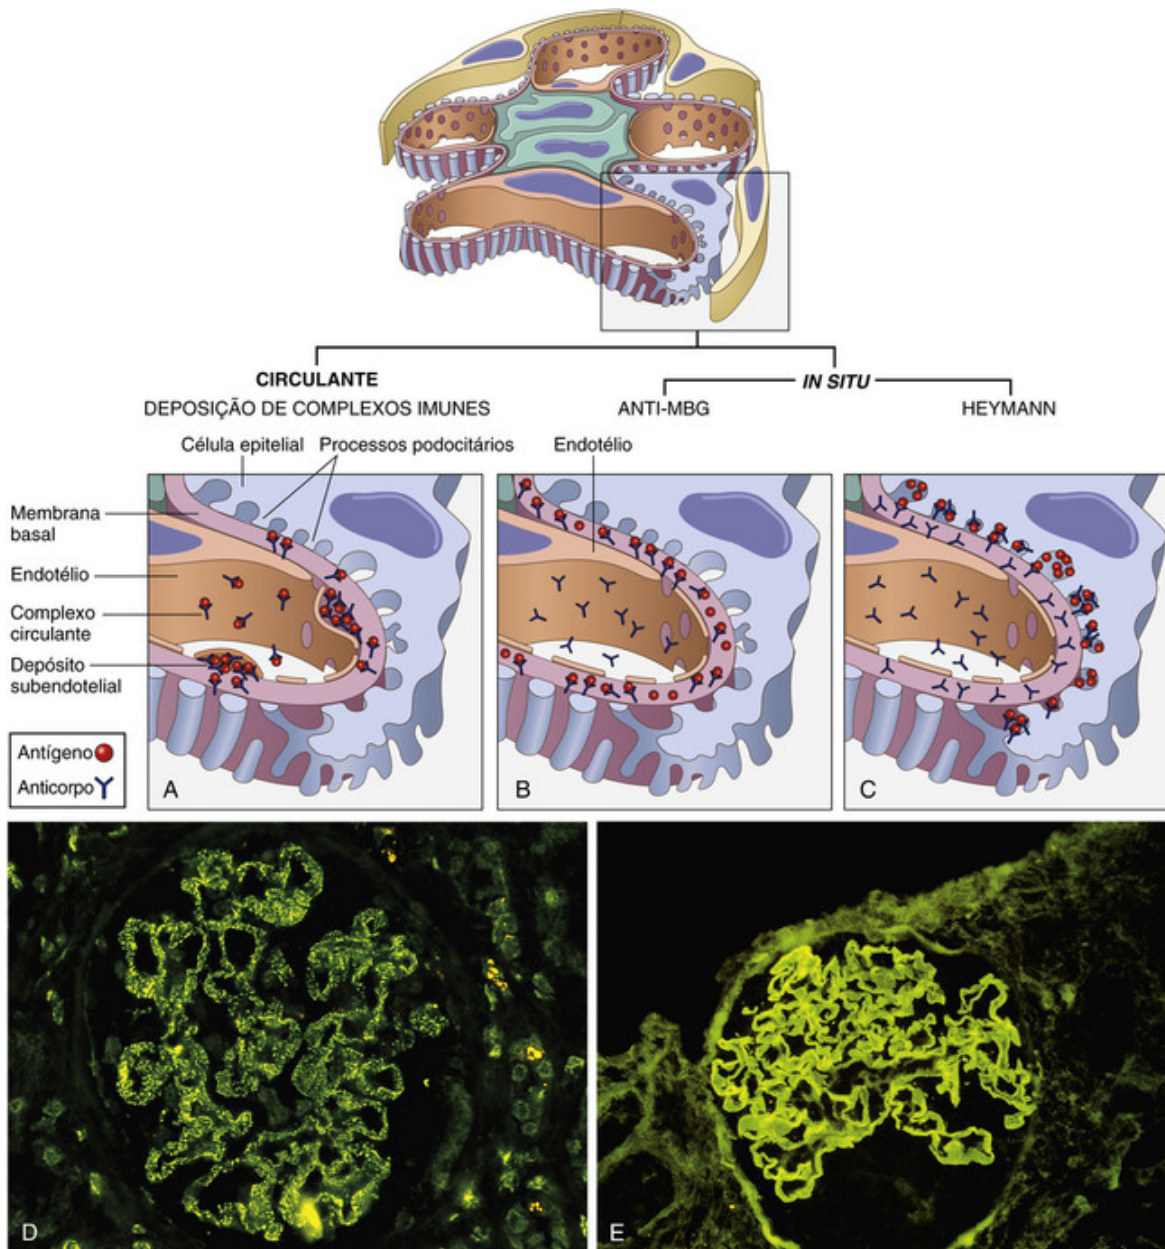 CIRCULANTE
DEPOSIÇÃO DE COMPLEXOS IMUNES
IN SITU
ANTI-MBG
HEYMANN
Célula epitelial
Processos podocitários
Endotélio
Membrana
basal
Endotélio
Complexo
circulante
Depósito
subendotelial
Antígeno
Anticorpo
A
B
C
D
E